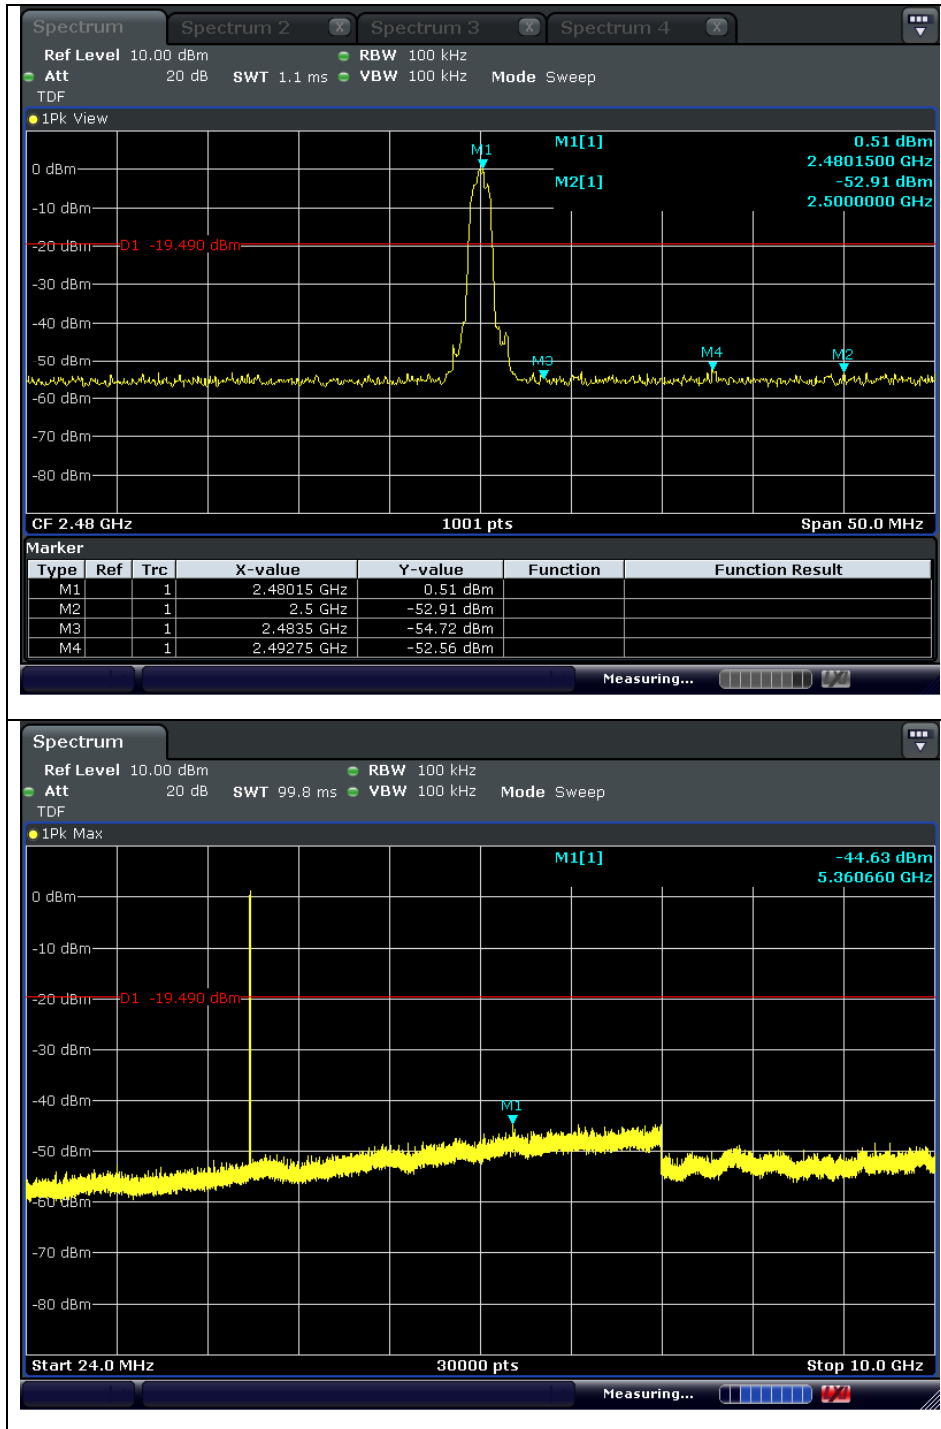 Spectrum Spectrum 2 X Spectrum 3 X Spectrum 4 X
Ref Level 10.00 dBm RBW 100 kHz
Att 20 dB SWT 1.1 ms VBW 100 kHz Mode Sweep
TDF
1Pk View
M1[1] 0.51 dBm
2.4801500 GHz
M2[1] -52.91 dBm
2.5000000 GHz
M1
0 dBm
-10 dBm
-20 dBm D1 -19.490 dBm
-30 dBm
-40 dBm
-50 dBm M3 M4 M2
-60 dBm
-70 dBm
-80 dBm
CF 2.48 GHz 1001 pts Span 50.0 MHz
Marker
Type Ref Trc X-value Y-value Function Function Result
M1 1 2.48015 GHz 0.51 dBm
M2 1 2.5 GHz -52.91 dBm
M3 1 2.4835 GHz -54.72 dBm
M4 1 2.49275 GHz -52.56 dBm
Measuring...
Spectrum
Ref Level 10.00 dBm RBW 100 kHz
Att 20 dB SWT 99.8 ms VBW 100 kHz Mode Sweep
TDF
1Pk Max
M1[1] -44.63 dBm
5.360660 GHz
0 dBm
-10 dBm
-20 dBm D1 -19.490 dBm
-30 dBm
-40 dBm
M1
-50 dBm
-60 dBm
-70 dBm
-80 dBm
Start 24.0 MHz 30000 pts Stop 10.0 GHz
Measuring...